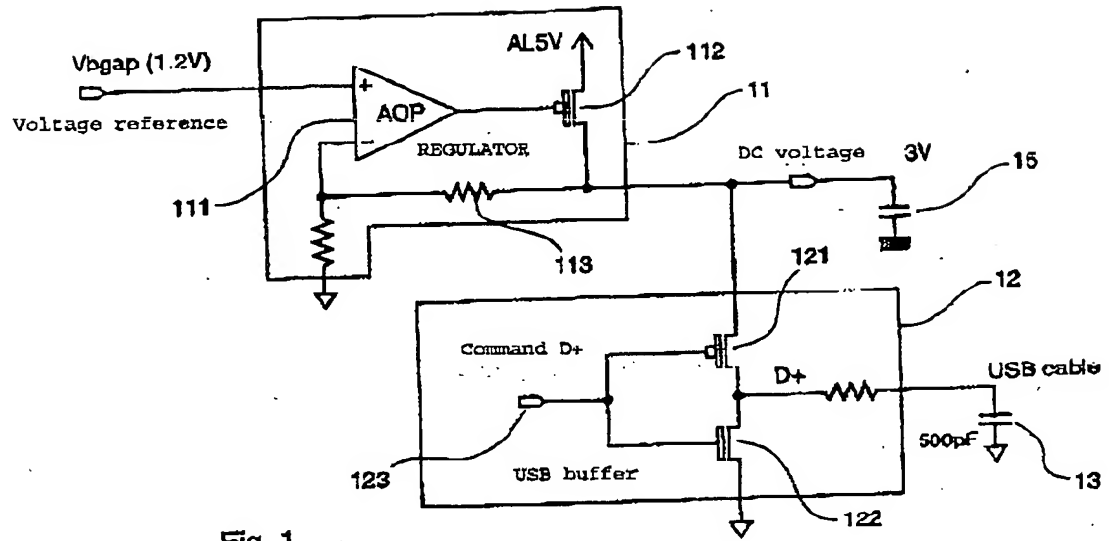 AL5V
112
Vbgap (1.2V)
+
AOP
11
Voltage reference
-
REGULATOR
DC voltage
3V
15
111
113
121
12
Command D+
D+
USB cable
500pF
123
USB buffer
13
122
Fig. 1